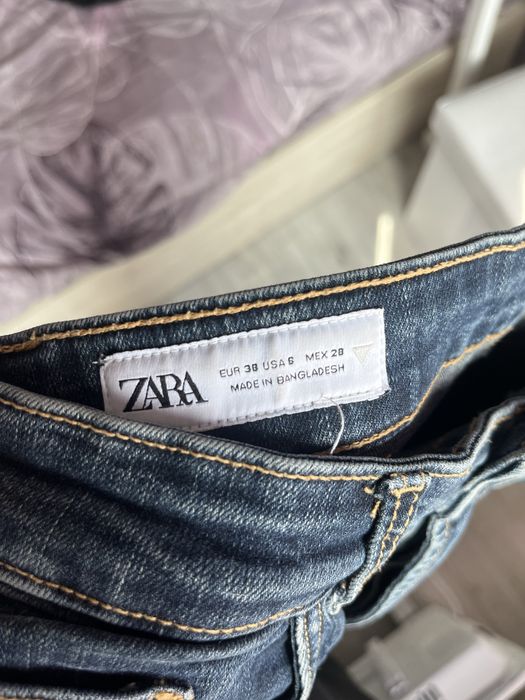 ZARA
EUR 38 USA 6 MEX 28
MADE IN BANGLADESH